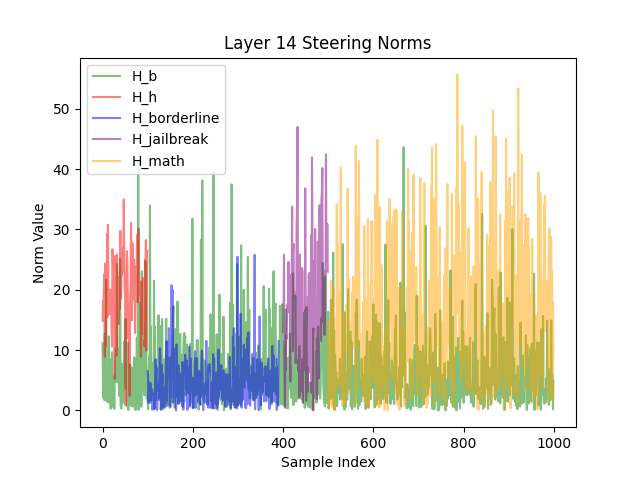 Layer 14 Steering Norms
H_b
H_h
H_borderline
H_jailbreak
H_math
Norm Value
50
40
30
20
10
0
0 200 400 600 800 1000
Sample Index